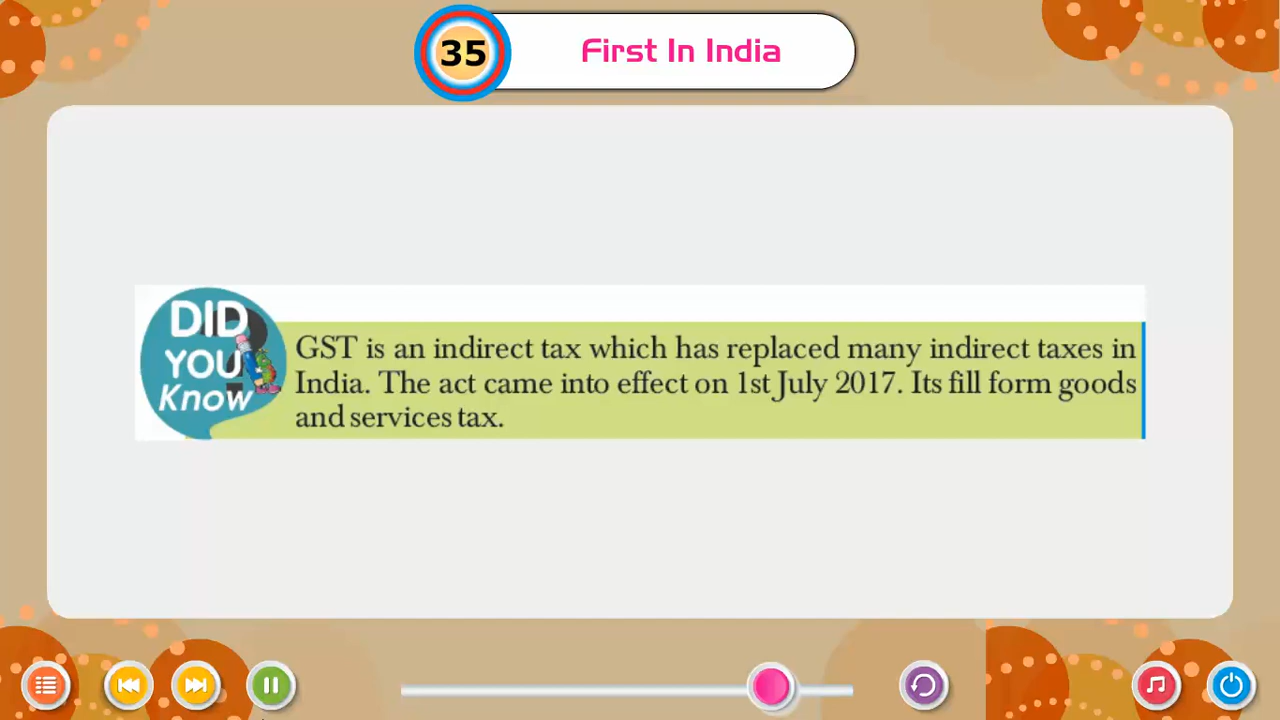 35
First In India
DID
YOU
Know
GST is an indirect tax which has replaced many indirect taxes in
India. The act came into effect on 1st July 2017. Its fill form goods
and services tax.